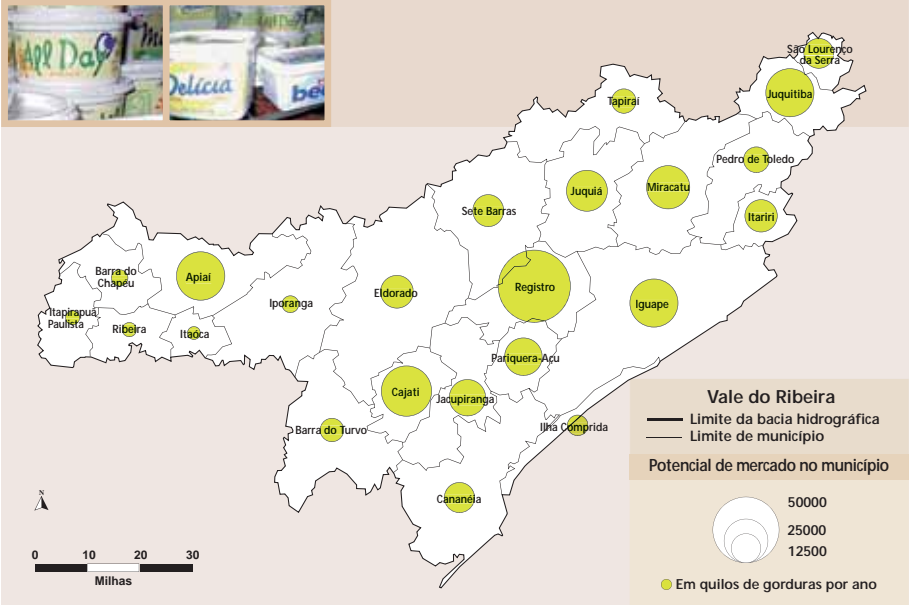 All Day
Delícia
be
São Lourenço
da Serra
Juquitiba
Tapiraí
Pedro de Toledo
Juquiá
Miracatu
Sete Barras
Itariri
Barra do
Chapéu
Apiaí
Registro
Eldorado
Iporanga
Iguape
Itapirapuã
Paulista
Ribeira
Itaóca
Pariquera-Açu
Cajati
Jacupiranga
Barra do Turvo
Ilha Comprida
Cananéia
Vale do Ribeira
Limite da bacia hidrográfica
Limite de município
Potencial de mercado no município
50000
25000
12500
Em quilos de gorduras por ano
N
0 10 20 30
Milhas